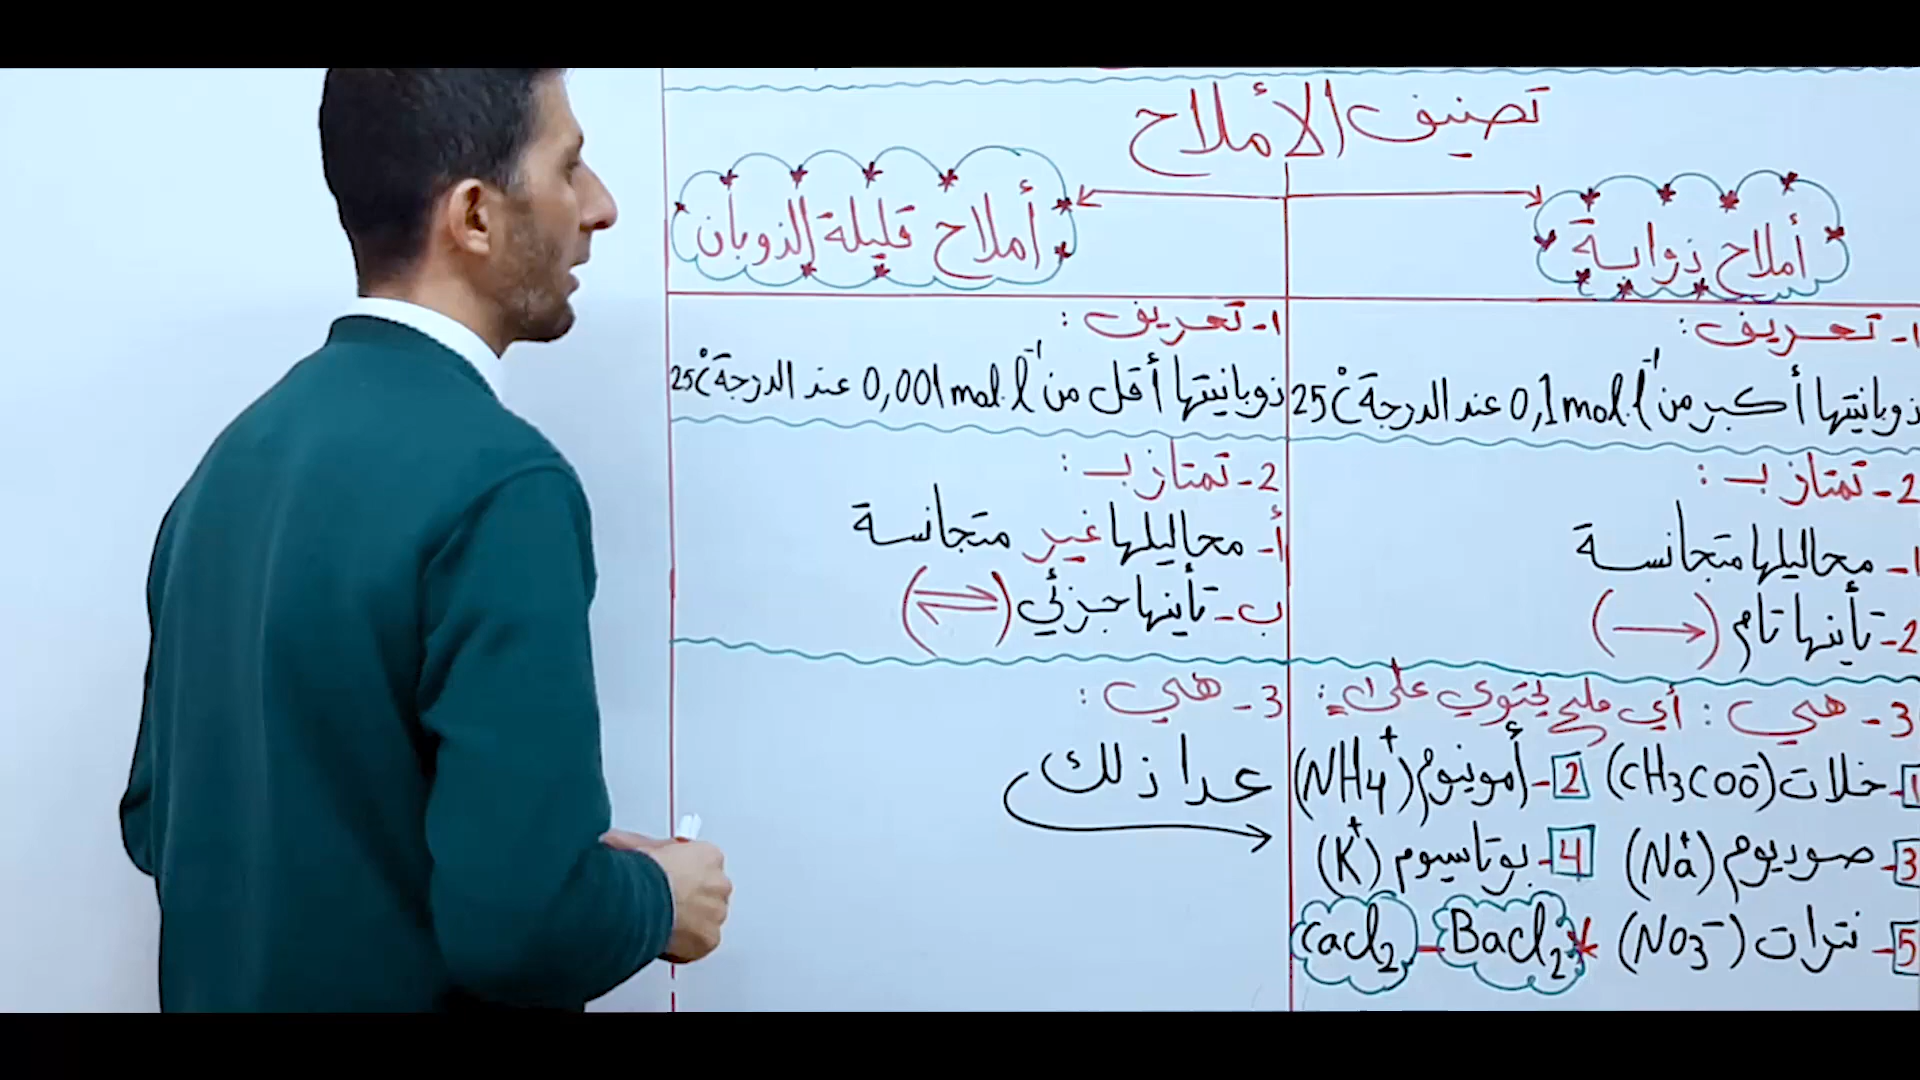 تصنيف الأملاح
أملاح ذوابة
1- تعريف:
ذوبانيتها أكبر من 0,1 mol.l⁻¹ عند الدرجة 25°C
2- تمتاز بـ:
1- محاليلها متجانسة
2- تأينها تام (→)
3- هي: أي ملح يحتوي على:
1- خلات (CH3COO⁻) 2- أمونيوم (NH4⁺)
3- صوديوم (Na⁺) 4- بوتاسيوم (K⁺)
5- نترات (NO3⁻) * BaCl2 - CaCl2
أملاح قليلة الذوبان
1- تعريف:
ذوبانيتها أقل من 0,001 mol.l⁻¹ عند الدرجة 25°C
2- تمتاز بـ:
أ- محاليلها غير متجانسة
ب- تأينها جزئي (⇌)
3- هي:
عدا ذلك